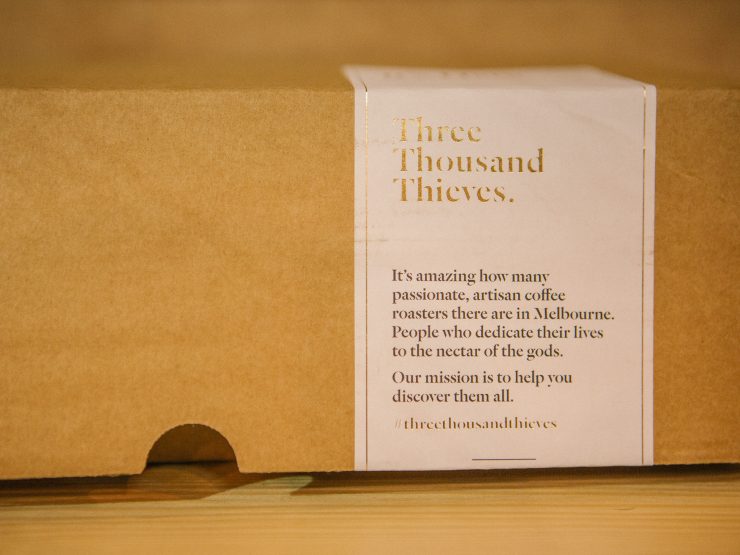 Three
Thousand
Thieves.
It's amazing how many
passionate, artisan coffee
roasters there are in Melbourne.
People who dedicate their lives
to the nectar of the gods.
Our mission is to help you
discover them all.
#threethousandthieves